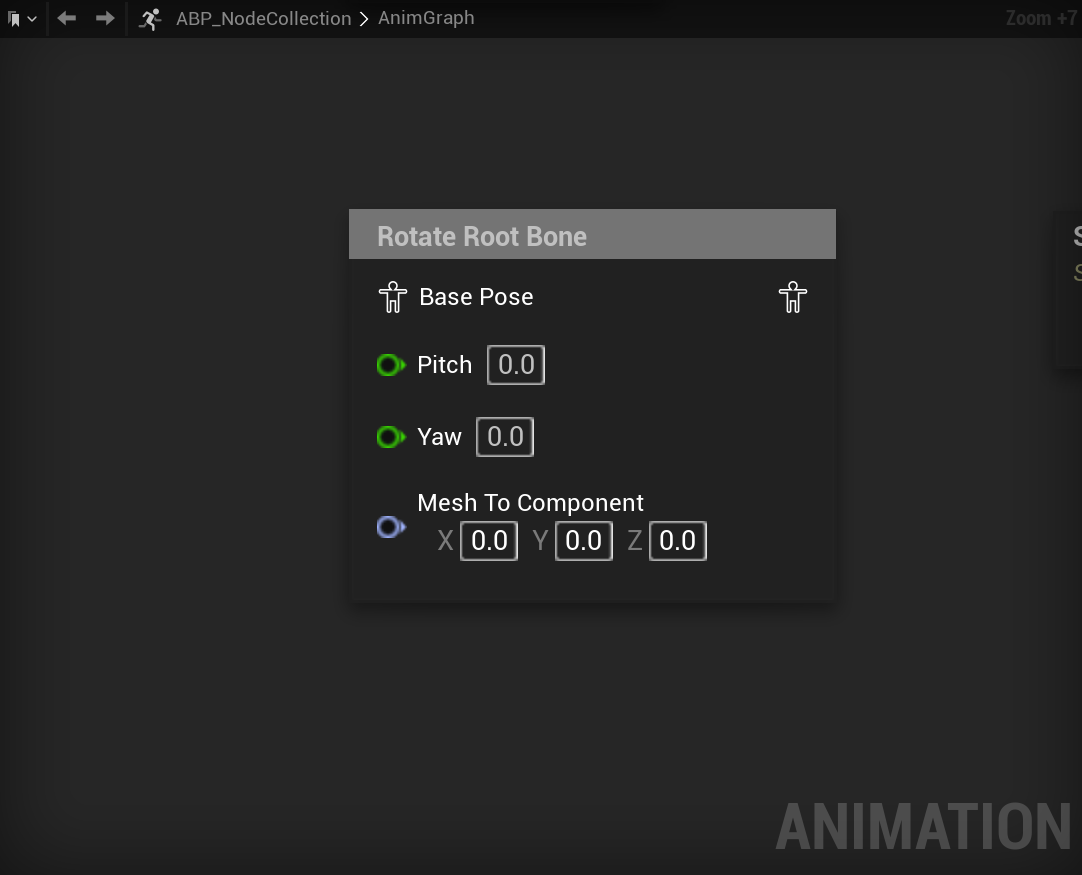 ABP_NodeCollection > AnimGraph
Zoom +7
Rotate Root Bone
Base Pose
Pitch 0.0
Yaw 0.0
Mesh To Component
X 0.0 Y 0.0 Z 0.0
ANIMATION